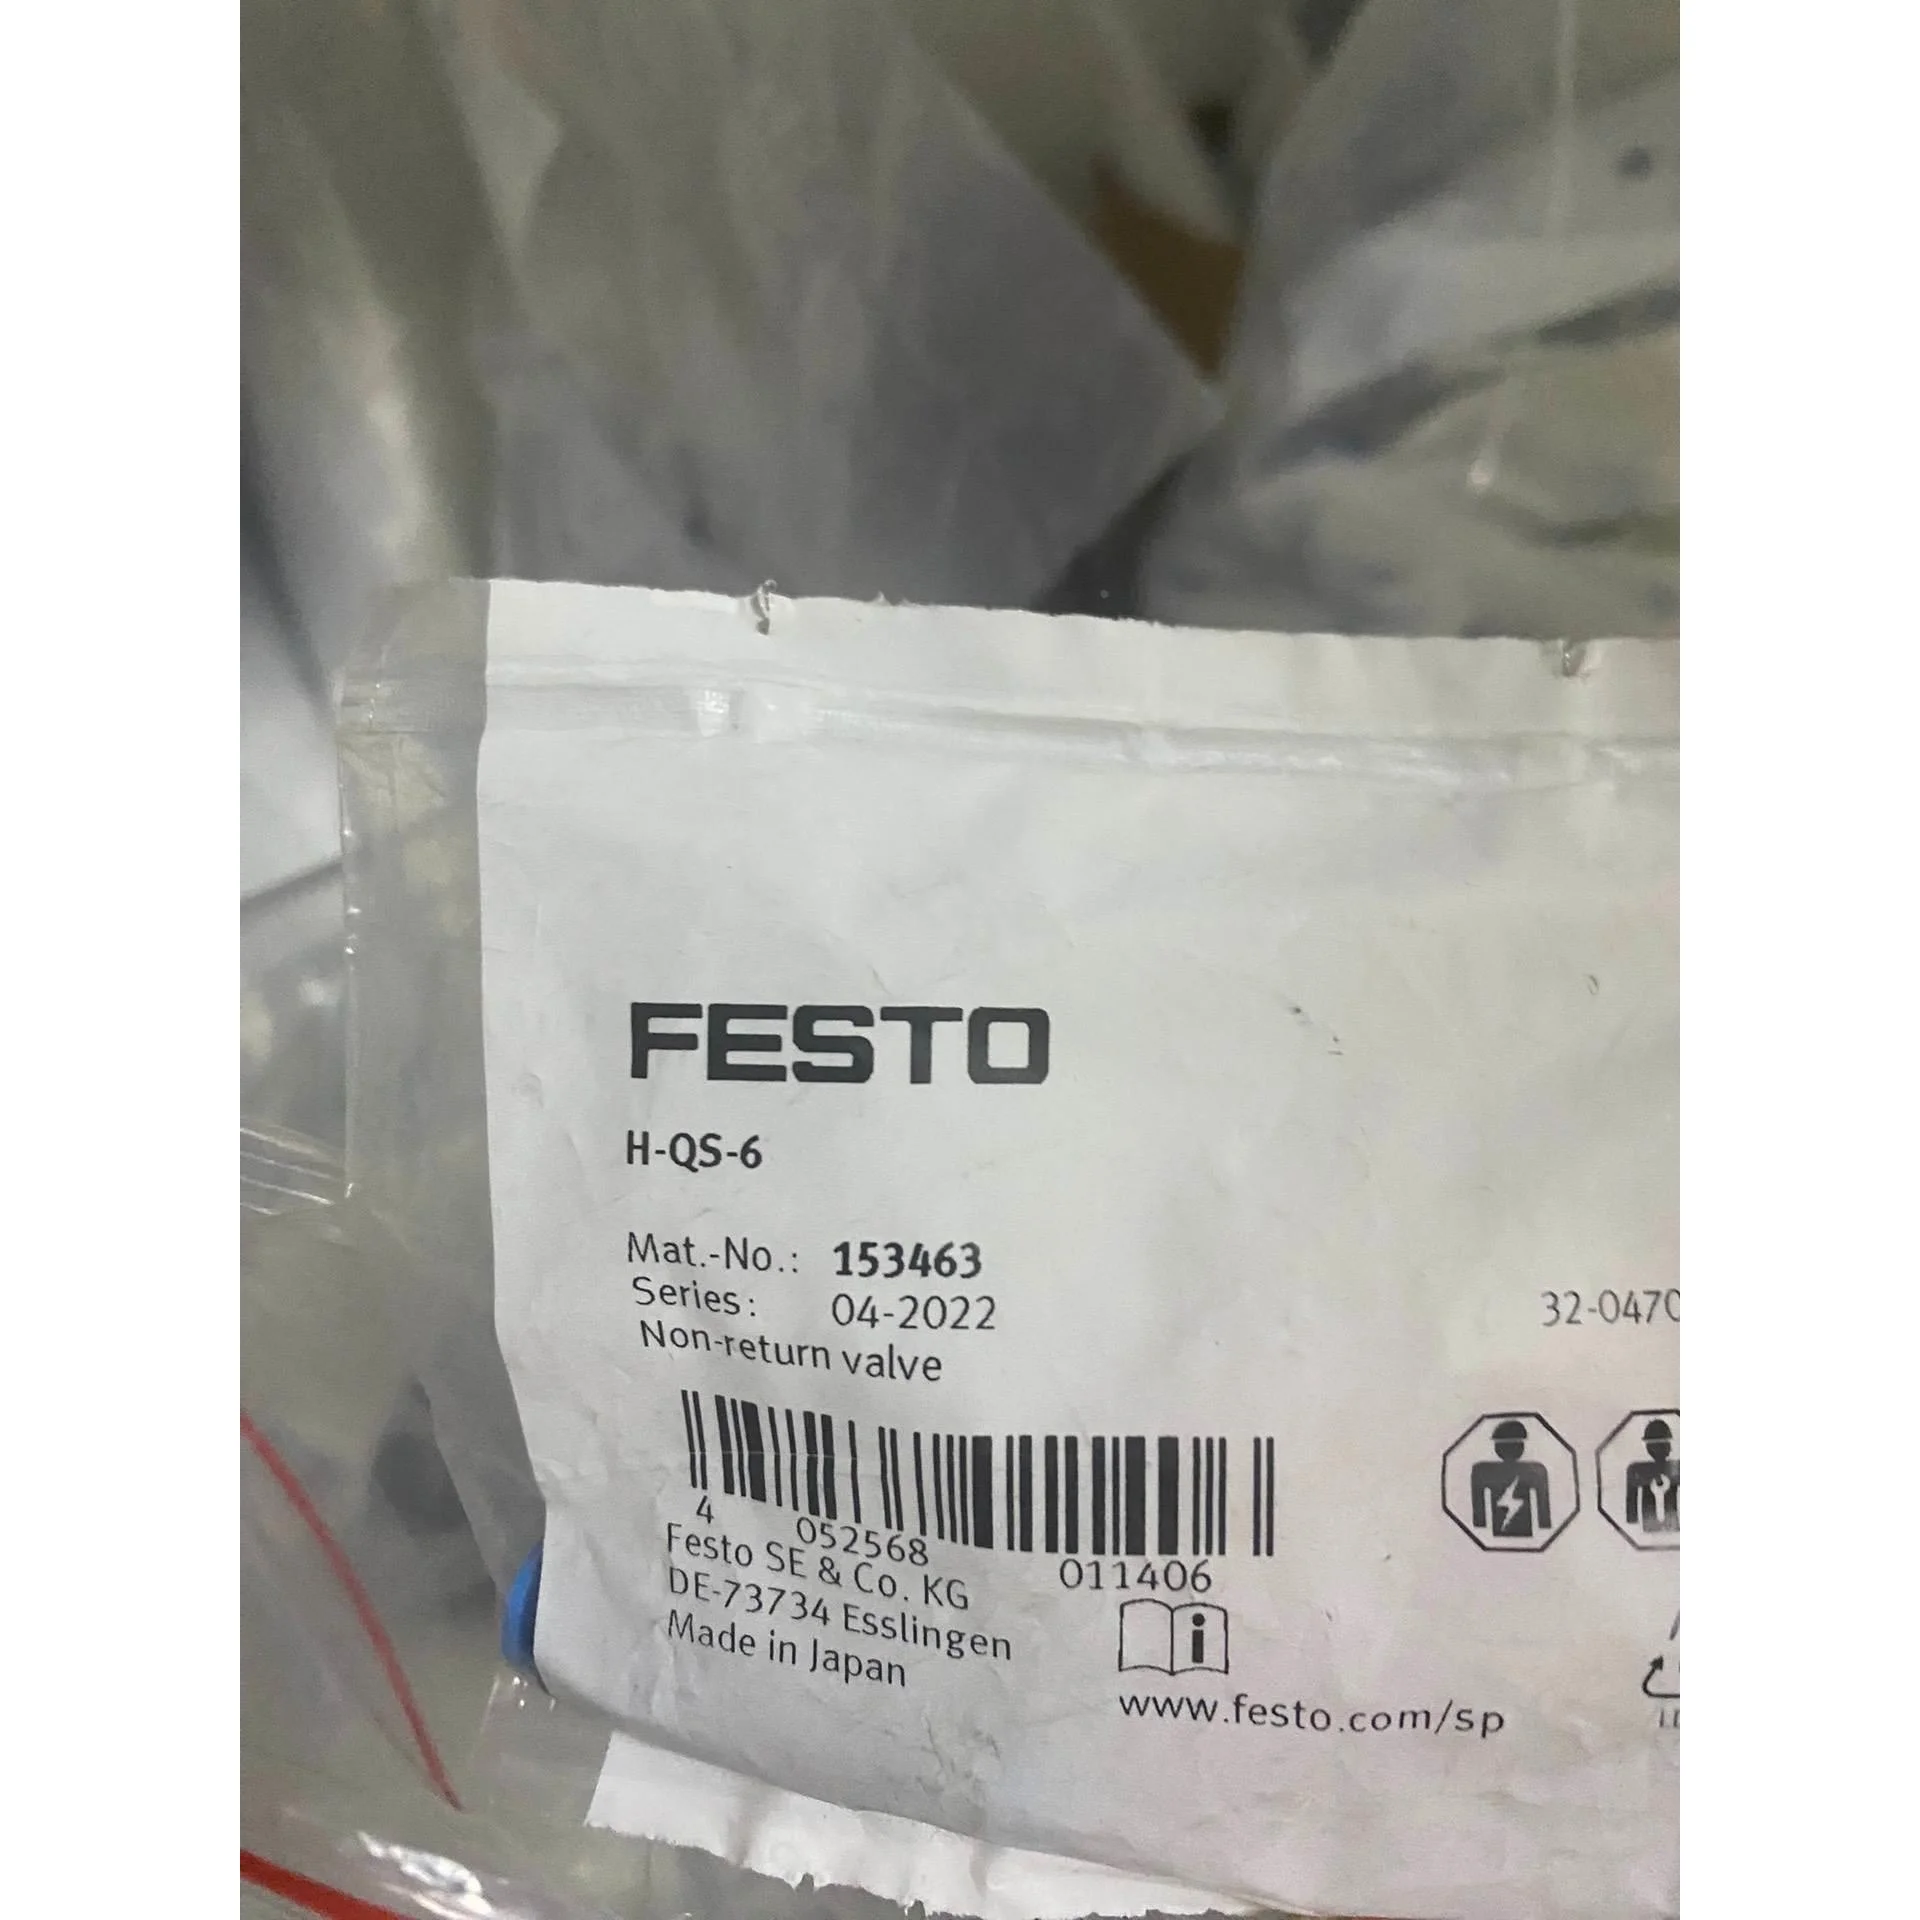 FESTO
H-QS-6
Mat.-No.: 153463
Series: 04-2022
Non-return valve
32-0470
4 052568 011406
Festo SE & Co. KG
DE-73734 Esslingen
Made in Japan
www.festo.com/sp